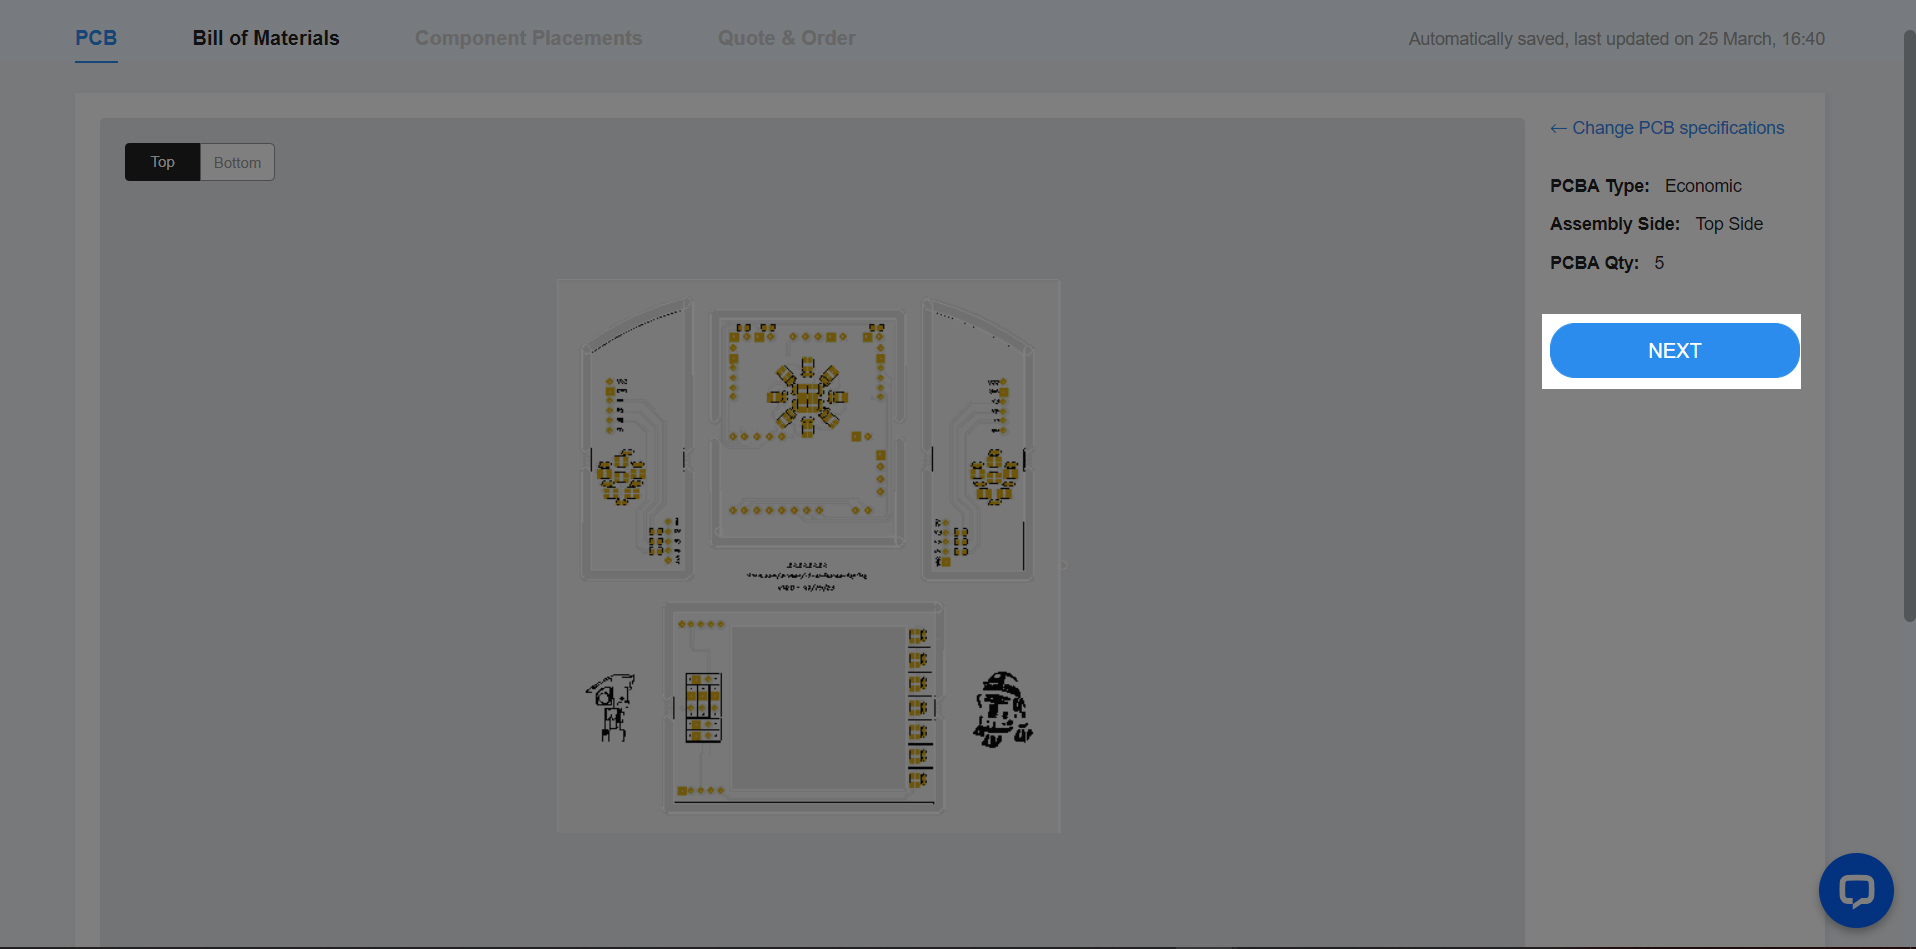 PCB
Bill of Materials
Component Placements
Quote & Order
Automatically saved, last updated on 25 March, 16:40
Top
Bottom
← Change PCB specifications
PCBA Type: Economic
Assembly Side: Top Side
PCBA Qty: 5
NEXT